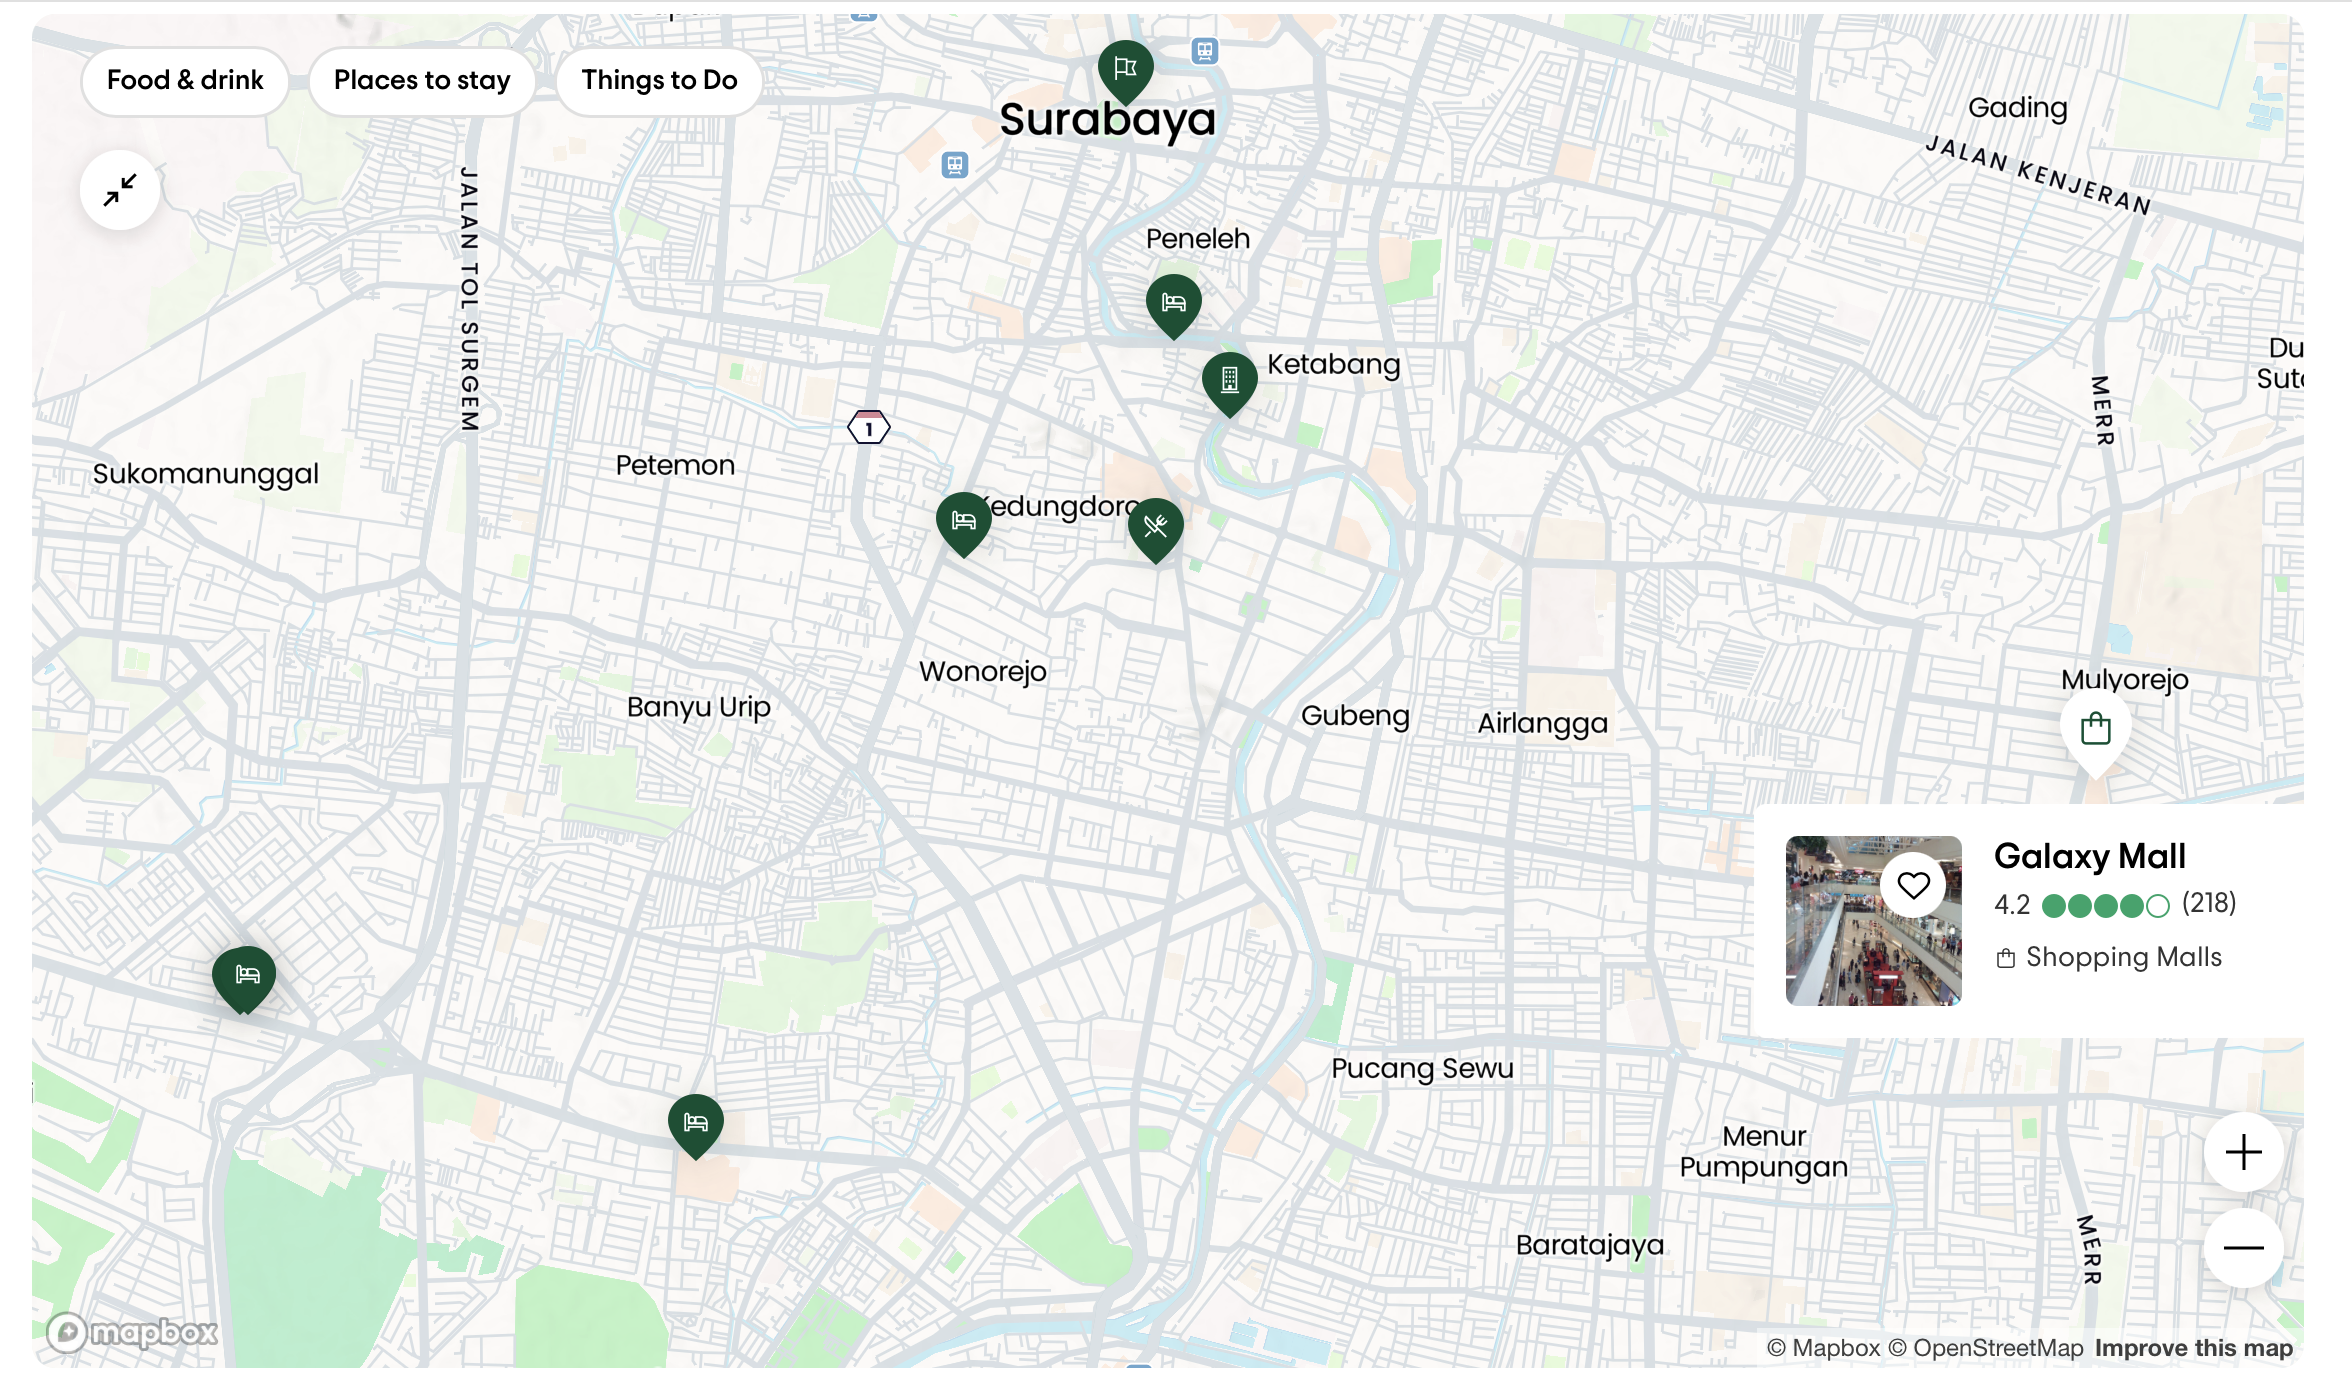 Food & drink
Places to stay
Things to Do
Surabaya
Gading
JALAN KENJERAN
JALAN TOL SURGEM
Peneleh
Ketabang
MERR
1
Sukomanunggal
Petemon
Kedungdoro
Wonorejo
Banyu Urip
Gubeng
Airlangga
Mulyorejo
Galaxy Mall
4.2 (218)
Shopping Malls
Pucang Sewu
Menur
Pumpungan
Baratajaya
MERR
mapbox
© Mapbox © OpenStreetMap Improve this map